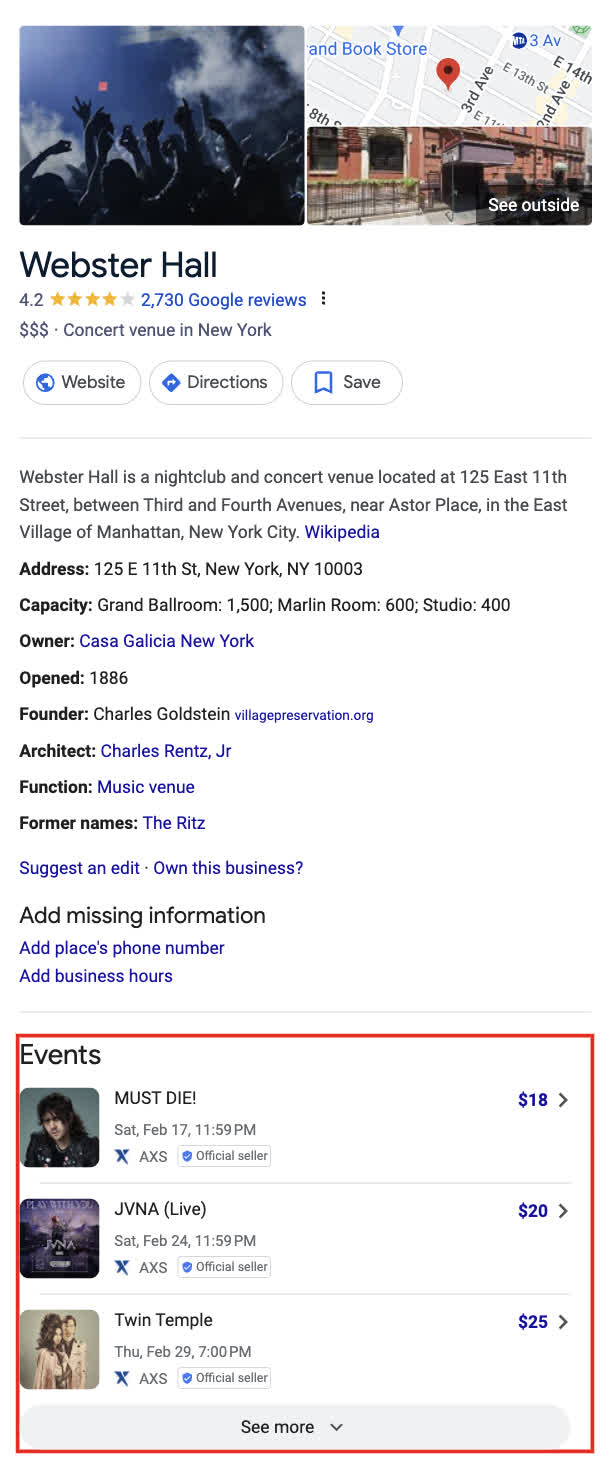 and Book Store
MTA 3 Av
E 14th
E 13th St
3rd Ave
2nd Ave
8th S
E 11
See outside
Webster Hall
4.2 2,730 Google reviews
$$$ · Concert venue in New York
Website Directions Save
Webster Hall is a nightclub and concert venue located at 125 East 11th
Street, between Third and Fourth Avenues, near Astor Place, in the East
Village of Manhattan, New York City. Wikipedia
Address: 125 E 11th St, New York, NY 10003
Capacity: Grand Ballroom: 1,500; Marlin Room: 600; Studio: 400
Owner: Casa Galicia New York
Opened: 1886
Founder: Charles Goldstein villagepreservation.org
Architect: Charles Rentz, Jr
Function: Music venue
Former names: The Ritz
Suggest an edit · Own this business?
Add missing information
Add place's phone number
Add business hours
Events
MUST DIE!
$18
Sat, Feb 17, 11:59 PM
AXS Official seller
PLAY WITH YOU
JVNA
JVNA (Live)
$20
Sat, Feb 24, 11:59 PM
AXS Official seller
Twin Temple
$25
Thu, Feb 29, 7:00 PM
AXS Official seller
See more